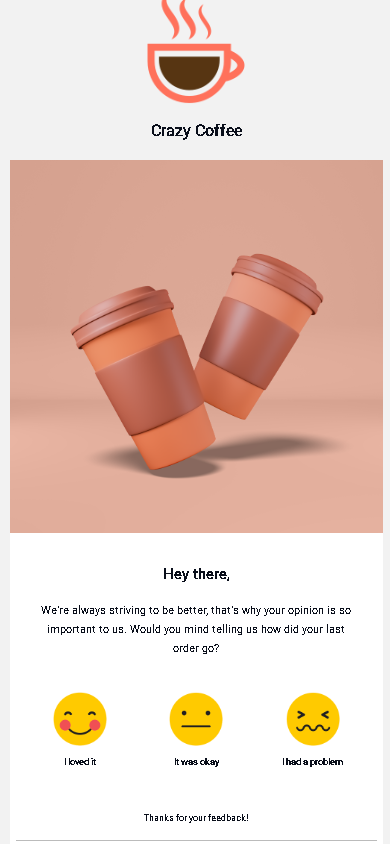 Crazy Coffee
Hey there,
We're always striving to be better, that's why your opinion is so
important to us. Would you mind telling us how did your last
order go?
I loved it
It was okay
I had a problem
Thanks for your feedback!